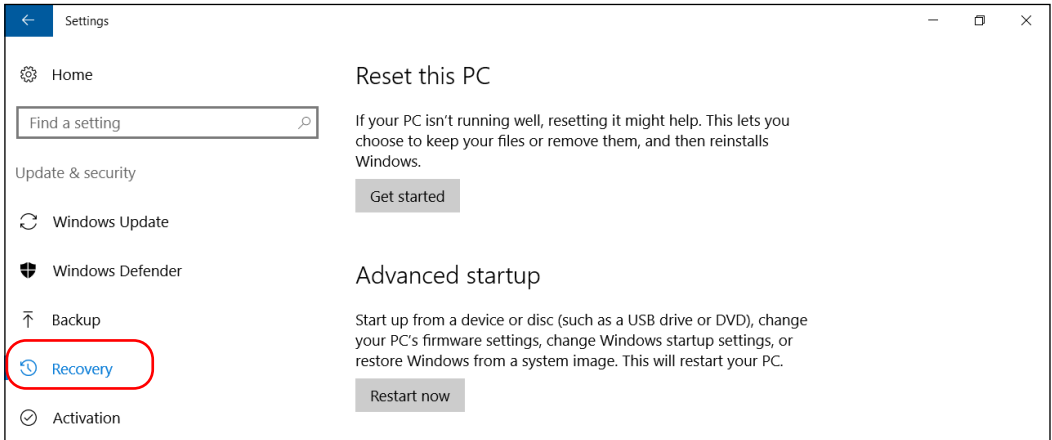 Settings
Home
Find a setting
Update & security
Windows Update
Windows Defender
Backup
Recovery
Activation
Reset this PC
If your PC isn't running well, resetting it might help. This lets you
choose to keep your files or remove them, and then reinstalls
Windows.
Get started
Advanced startup
Start up from a device or disc (such as a USB drive or DVD), change
your PC's firmware settings, change Windows startup settings, or
restore Windows from a system image. This will restart your PC.
Restart now